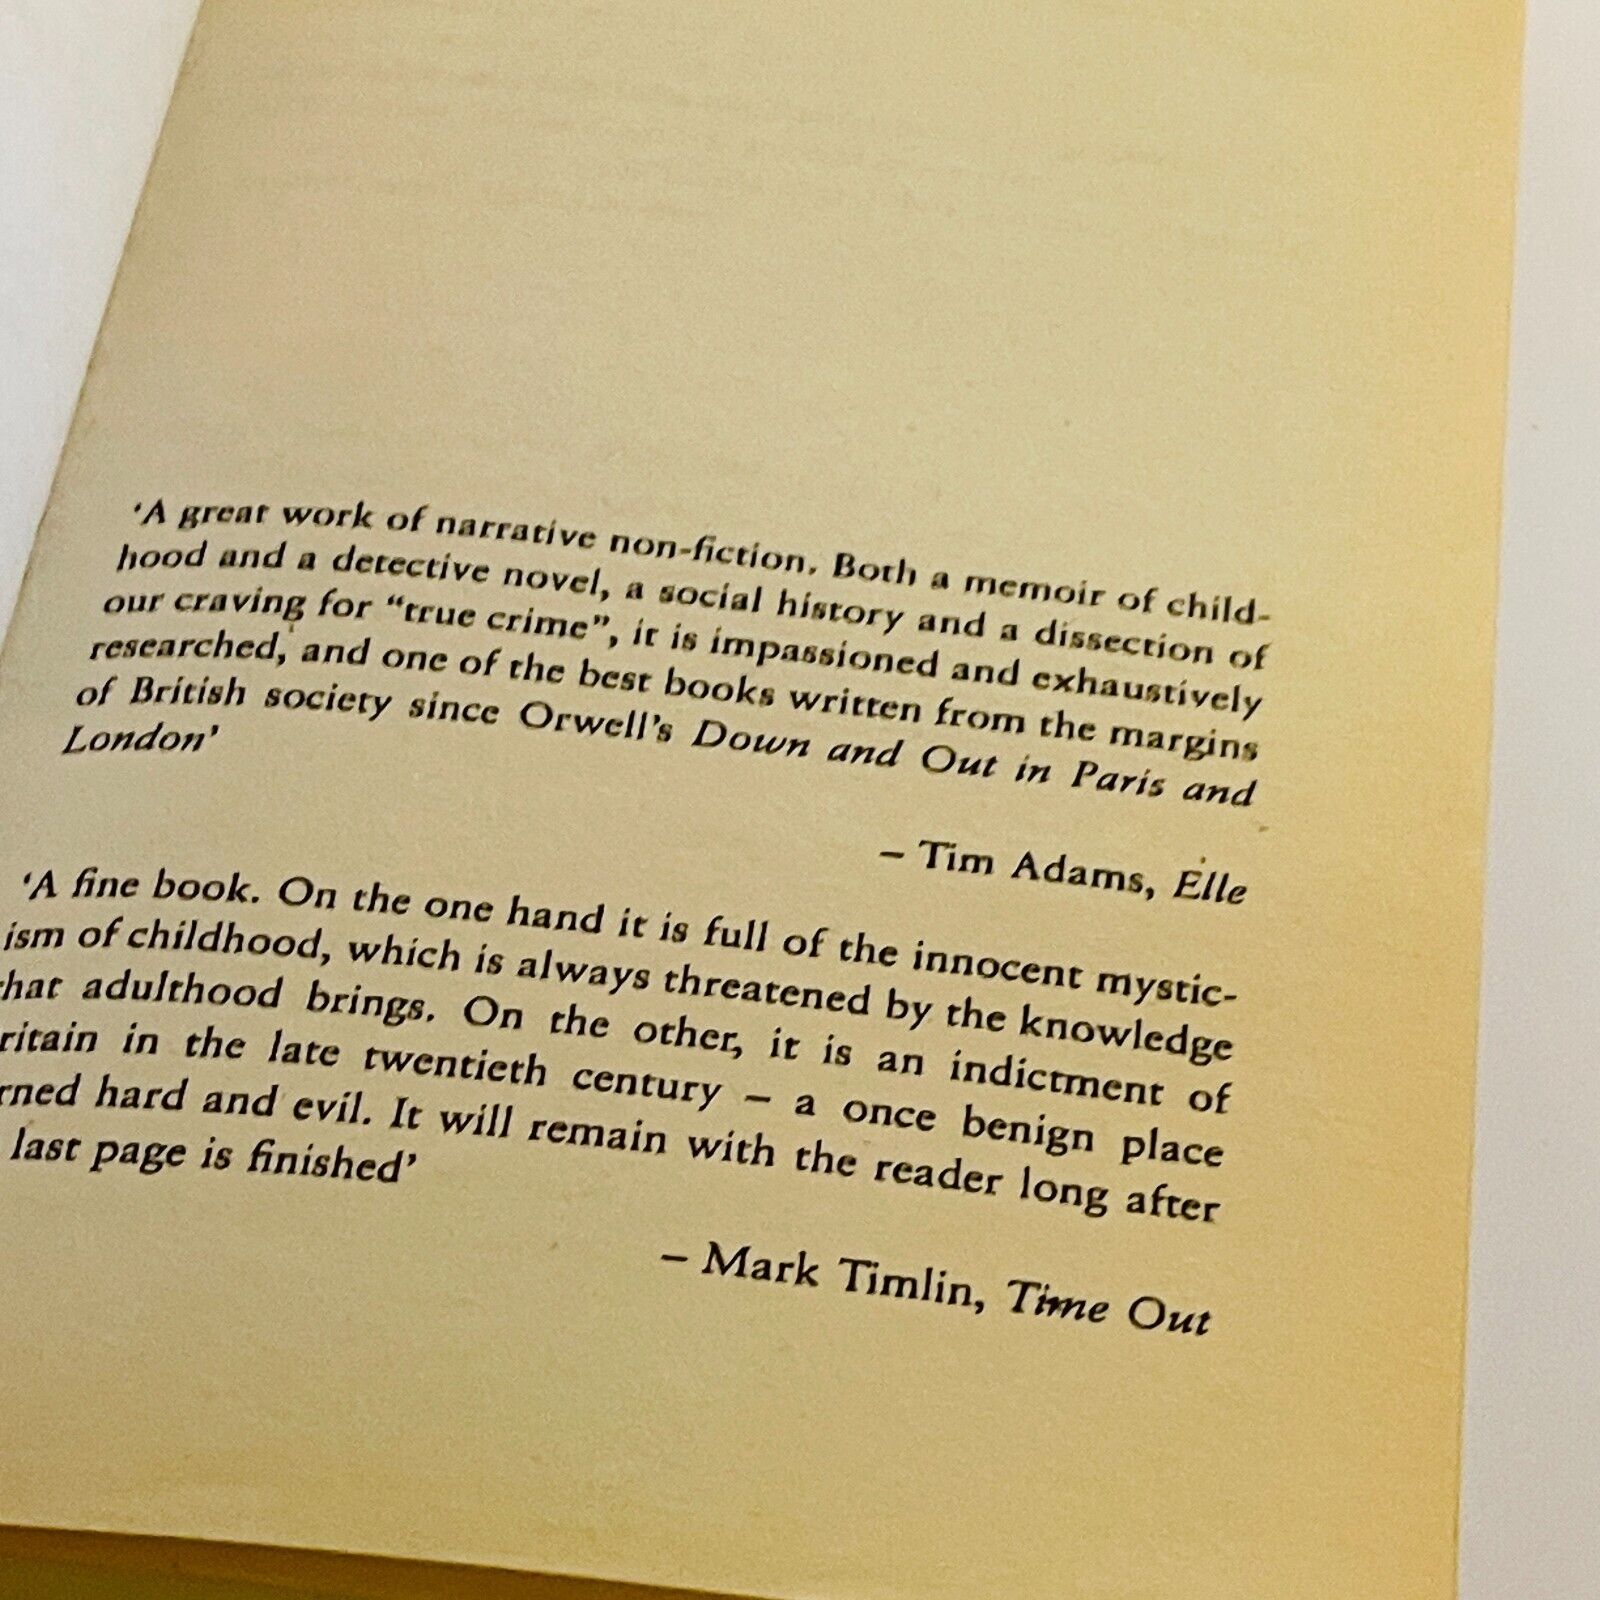 'A great work of narrative non-fiction. Both a memoir of child-
hood and a detective novel, a social history and a dissection of
our craving for "true crime", it is impassioned and exhaustively
researched, and one of the best books written from the margins
of British society since Orwell's Down and Out in Paris and
London'
– Tim Adams, Elle
'A fine book. On the one hand it is full of the innocent mystic-
ism of childhood, which is always threatened by the knowledge
hat adulthood brings. On the other, it is an indictment of
ritain in the late twentieth century – a once benign place
rned hard and evil. It will remain with the reader long after
last page is finished'
– Mark Timlin, Time Out